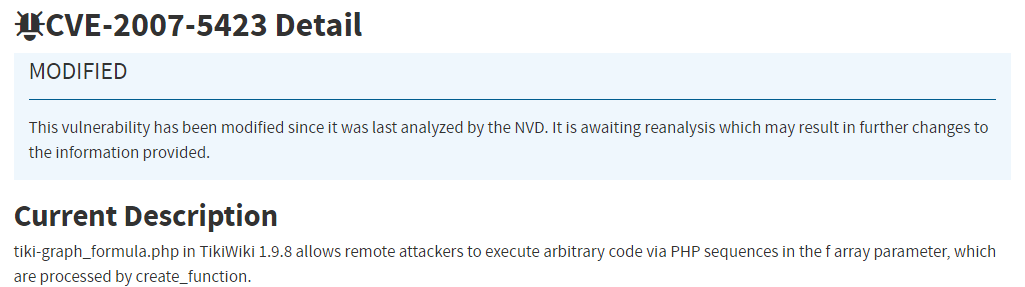 CVE-2007-5423 Detail
MODIFIED
This vulnerability has been modified since it was last analyzed by the NVD. It is awaiting reanalysis which may result in further changes to
the information provided.
Current Description
tiki-graph_formula.php in TikiWiki 1.9.8 allows remote attackers to execute arbitrary code via PHP sequences in the f array parameter, which
are processed by create_function.